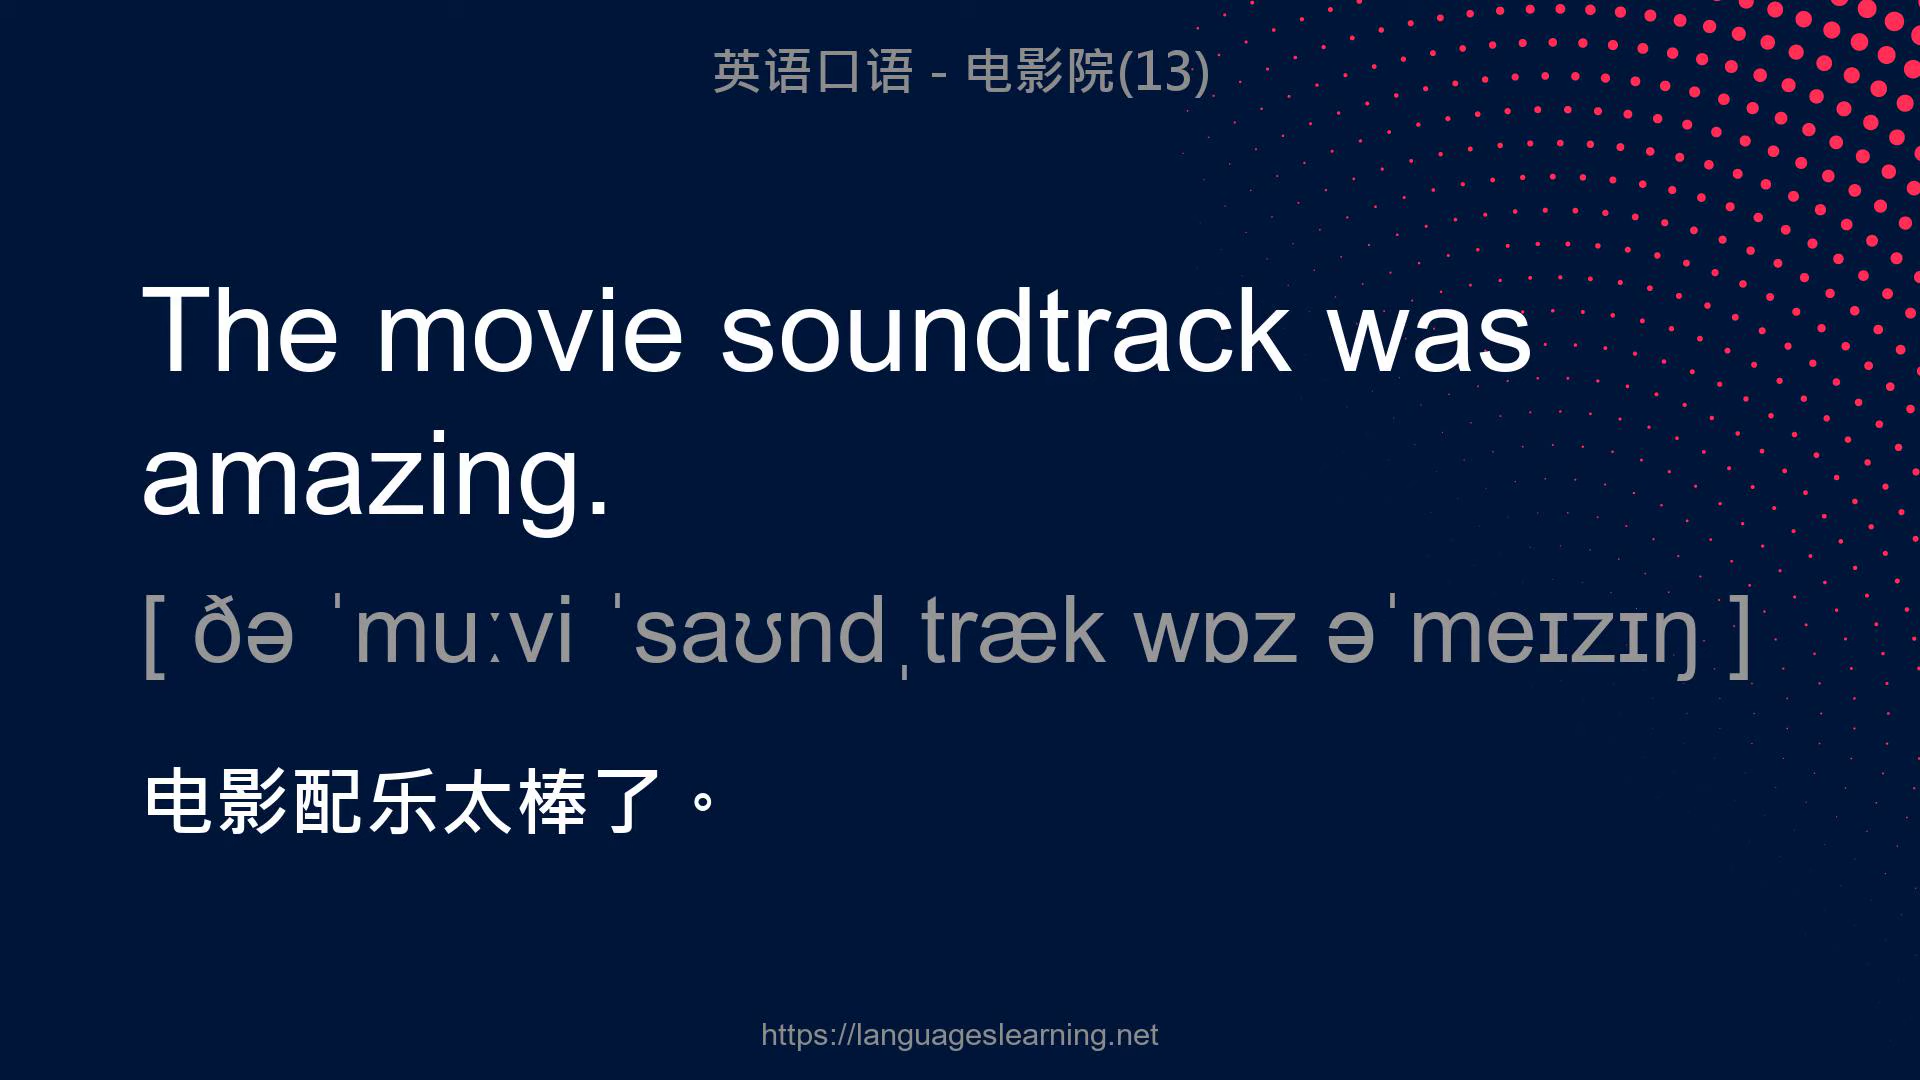 英语口语 - 电影院(13)
The movie soundtrack was
amazing.
[ ðə ˈmuːvi ˈsaʊndˌtræk wɒz əˈmeɪzɪŋ ]
电影配乐太棒了。
https://languageslearning.net